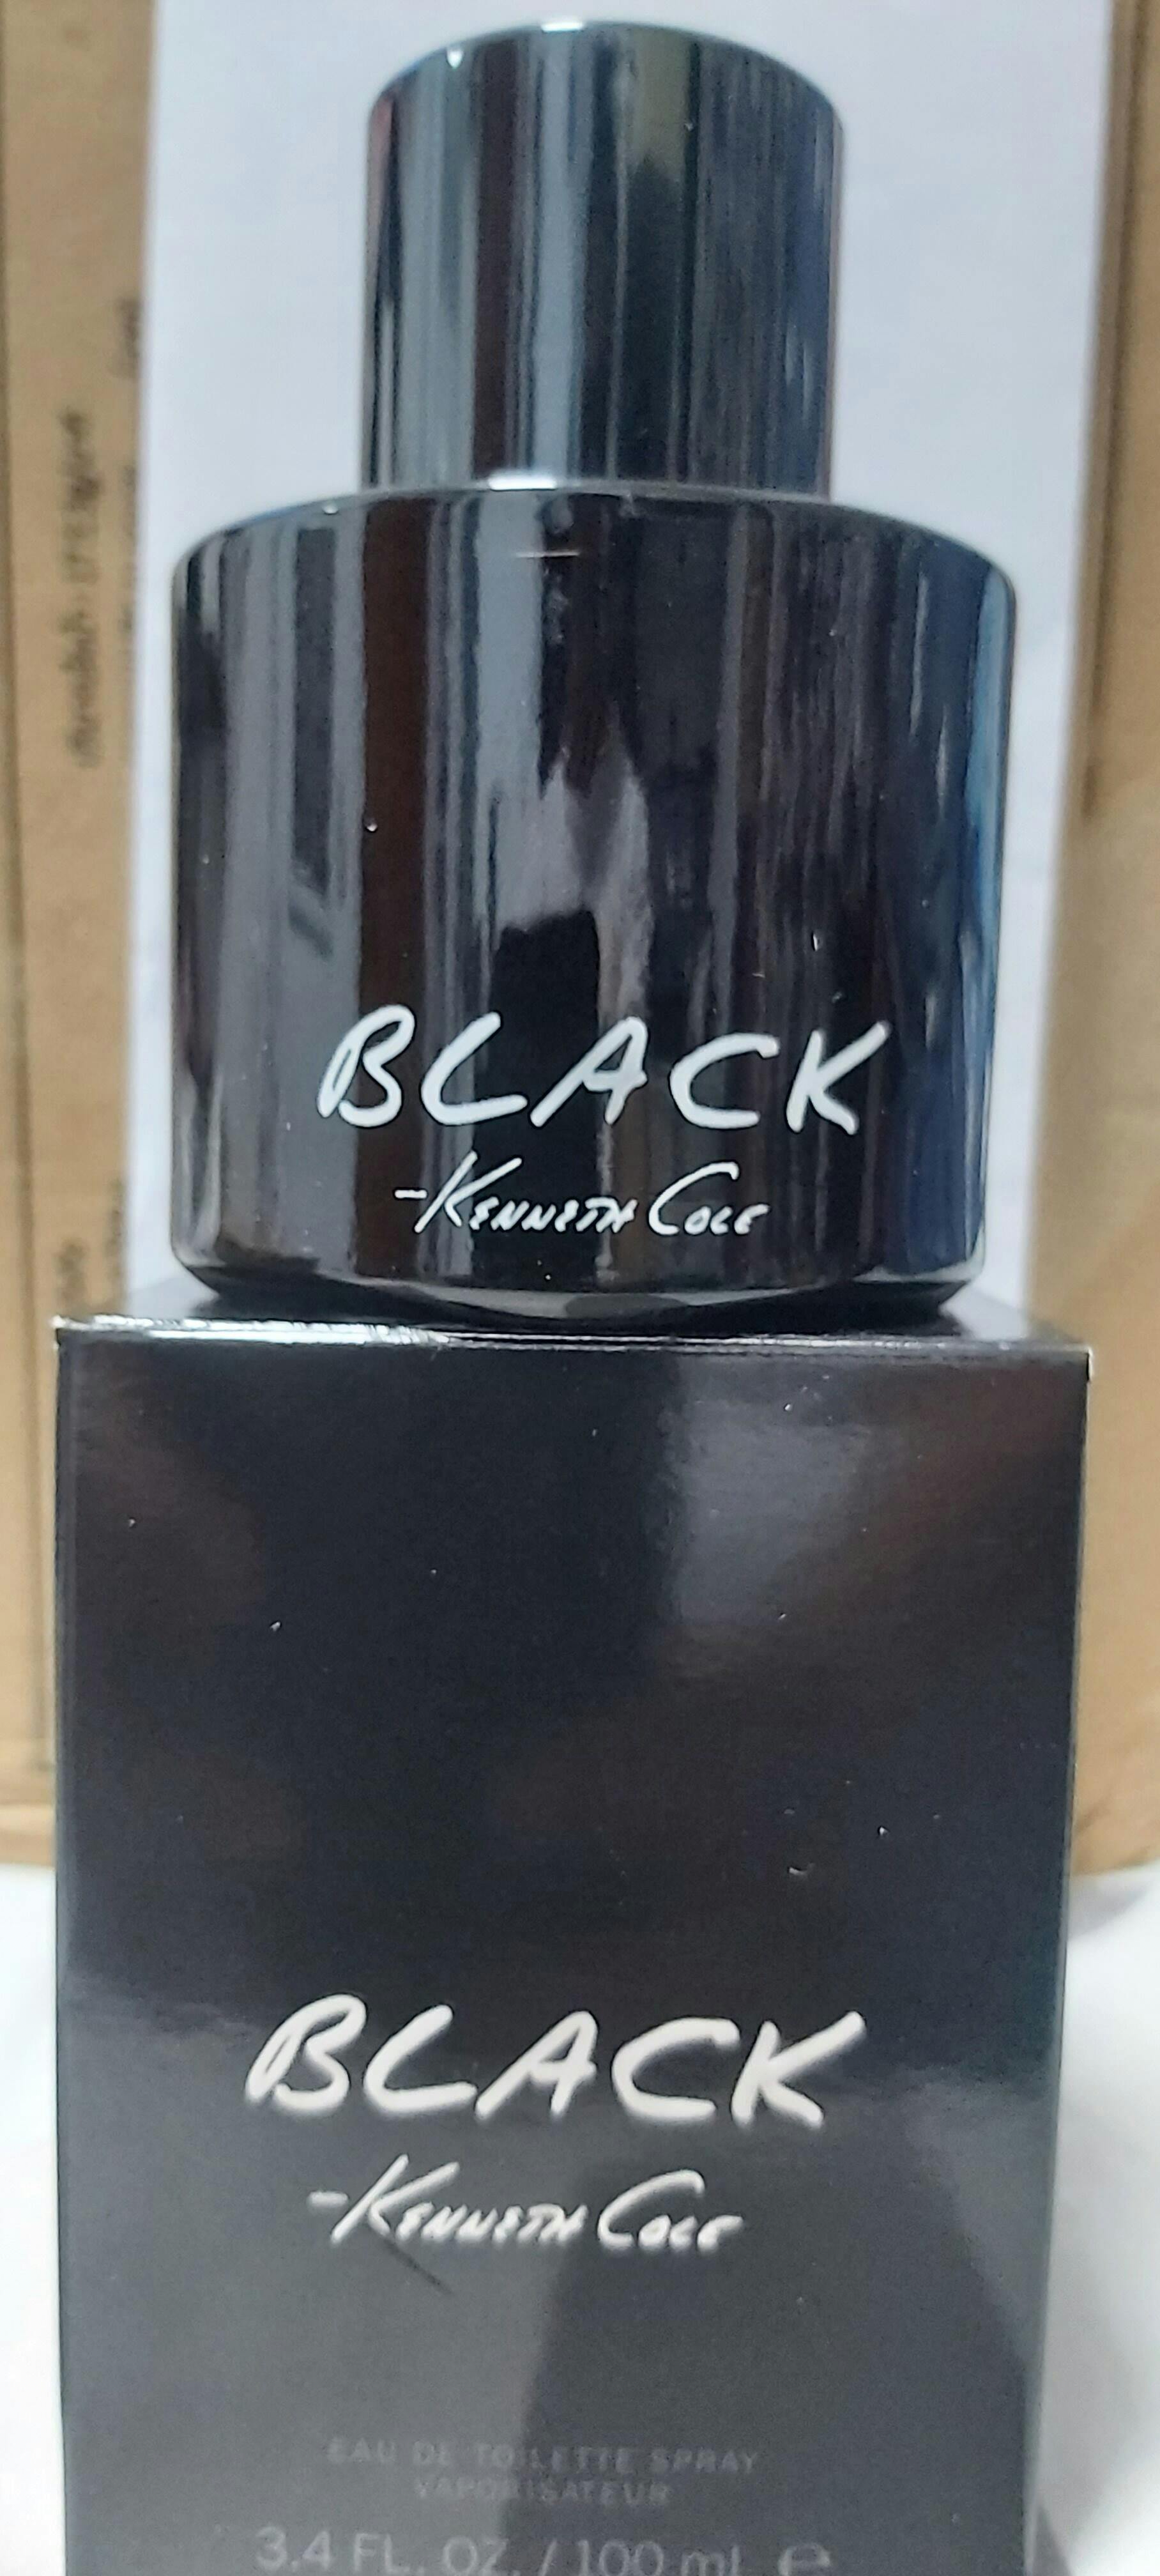 BLACK
-KENNETH COLE
BLACK
-KENNETH COLE
EAU DE TOILETTE SPRAY
VAPORISATEUR
3.4 FL. OZ. / 100 mL ℮